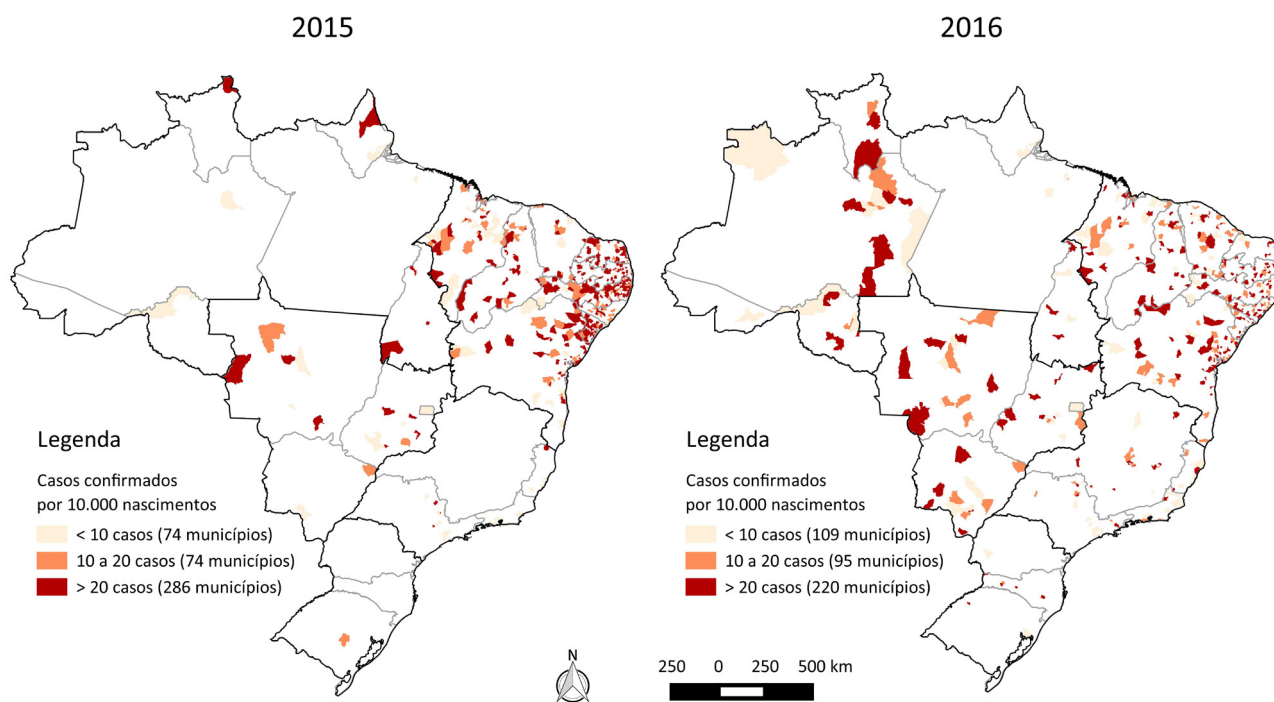 2015
2016
Legenda
Casos confirmados
por 10.000 nascimentos
< 10 casos (74 municípios)
10 a 20 casos (74 municípios)
> 20 casos (286 municípios)
Legenda
Casos confirmados
por 10.000 nascimentos
< 10 casos (109 municípios)
10 a 20 casos (95 municípios)
> 20 casos (220 municípios)
N
250 0 250 500 km